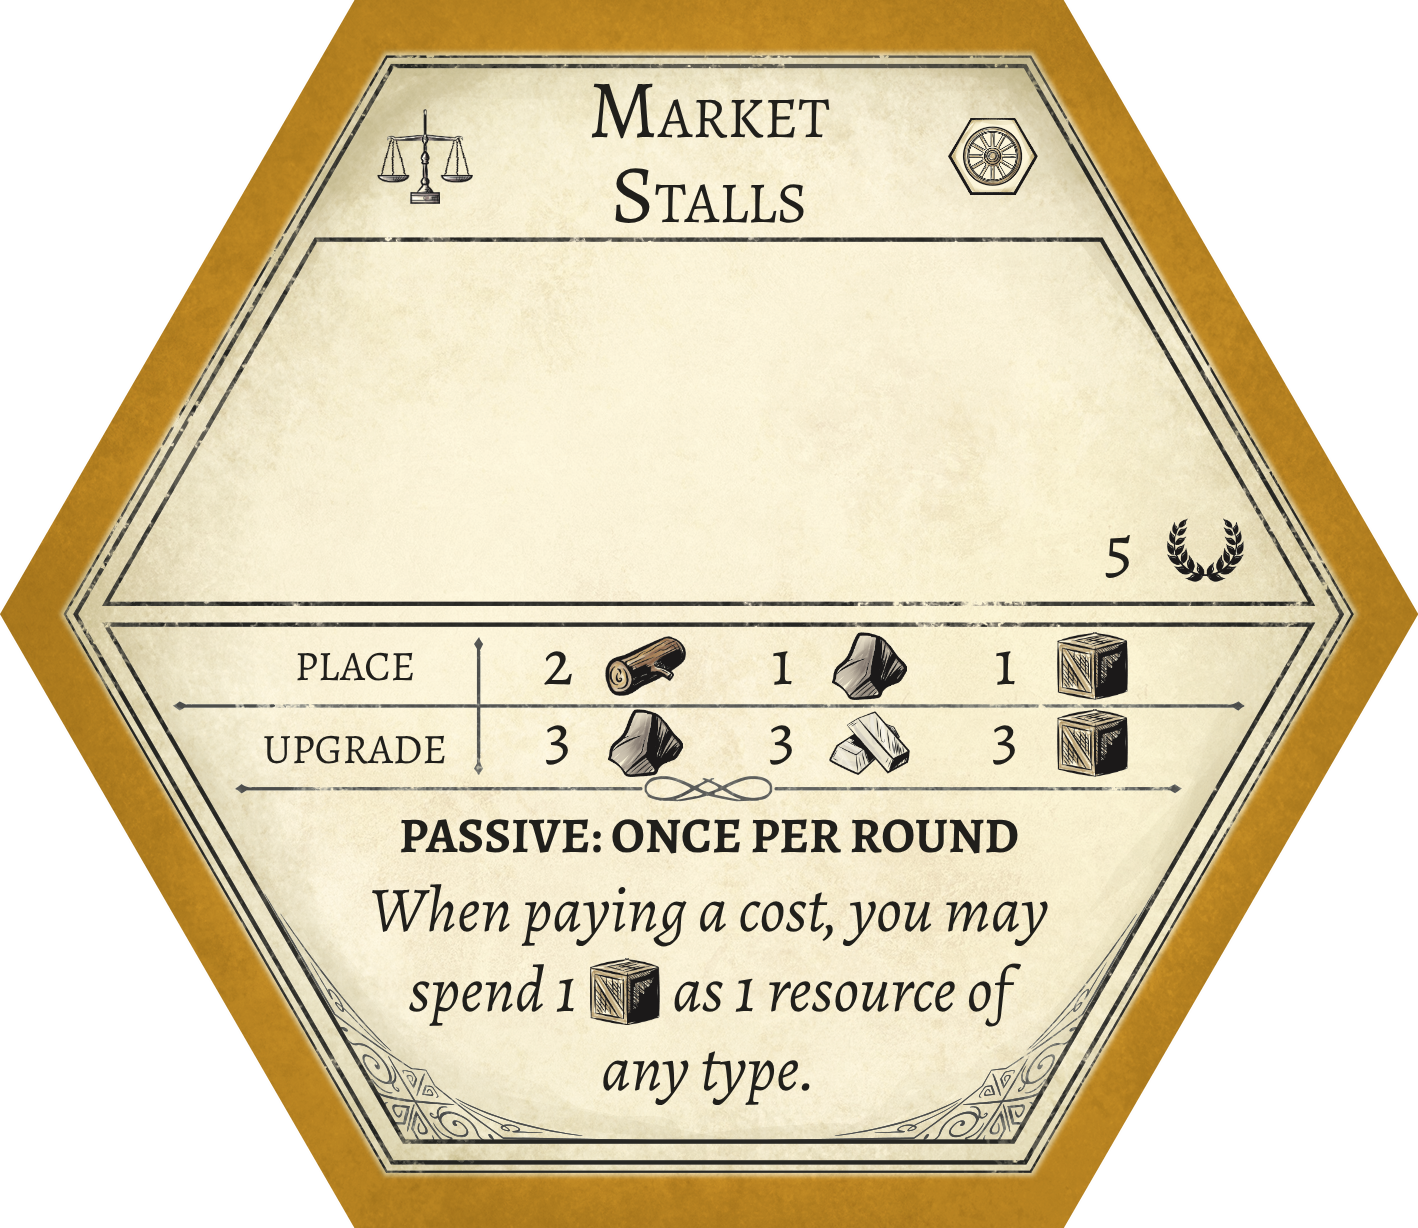 Market
Stalls
5
PLACE 2 1 1
UPGRADE 3 3 3
PASSIVE: ONCE PER ROUND
When paying a cost, you may
spend 1 as 1 resource of
any type.